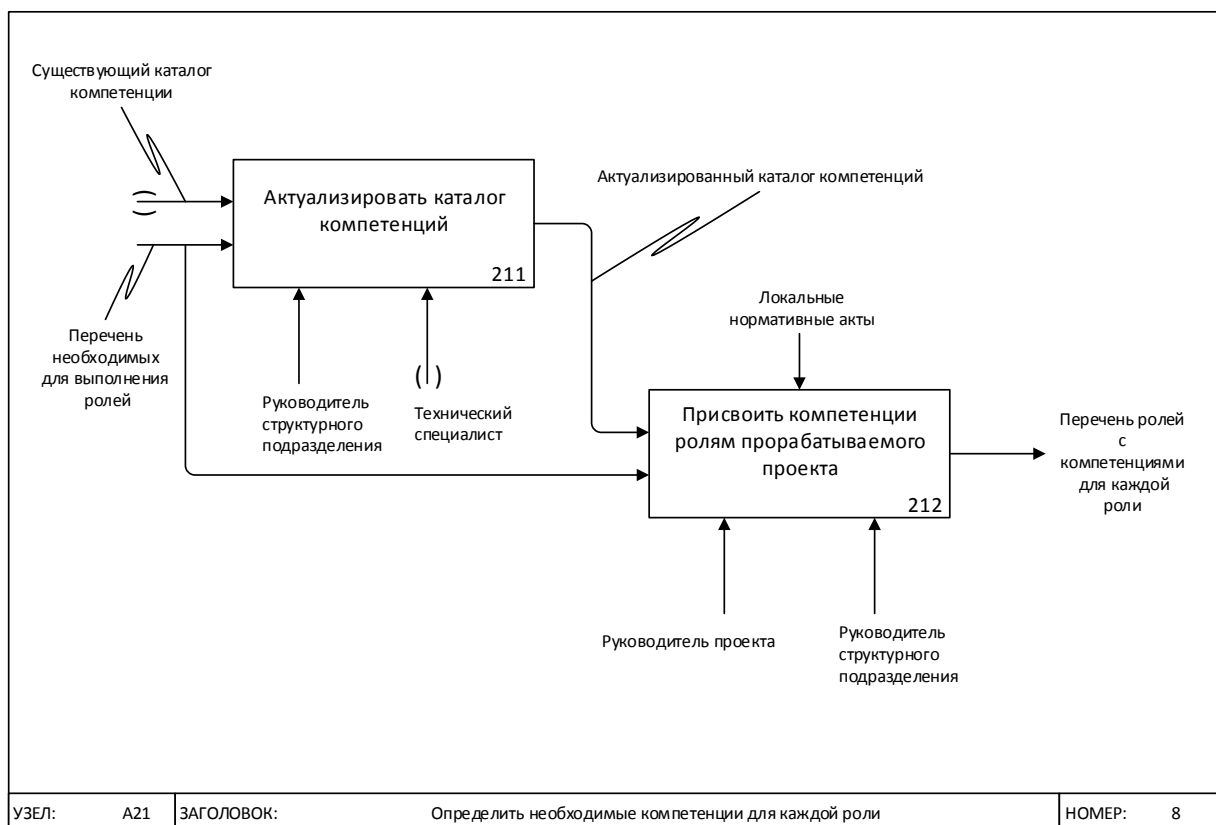 Существующий каталог
компетенции
Актуализировать каталог
компетенций
211
Актуализированный каталог компетенций
Перечень
необходимых
для выполнения
ролей
Руководитель
структурного
подразделения
( )
Технический
специалист
Локальные
нормативные акты
Присвоить компетенции
ролям прорабатываемого
проекта
212
Перечень ролей
с
компетенциями
для каждой
роли
Руководитель проекта
Руководитель
структурного
подразделения
УЗЕЛ: А21 ЗАГОЛОВОК: Определить необходимые компетенции для каждой роли НОМЕР: 8